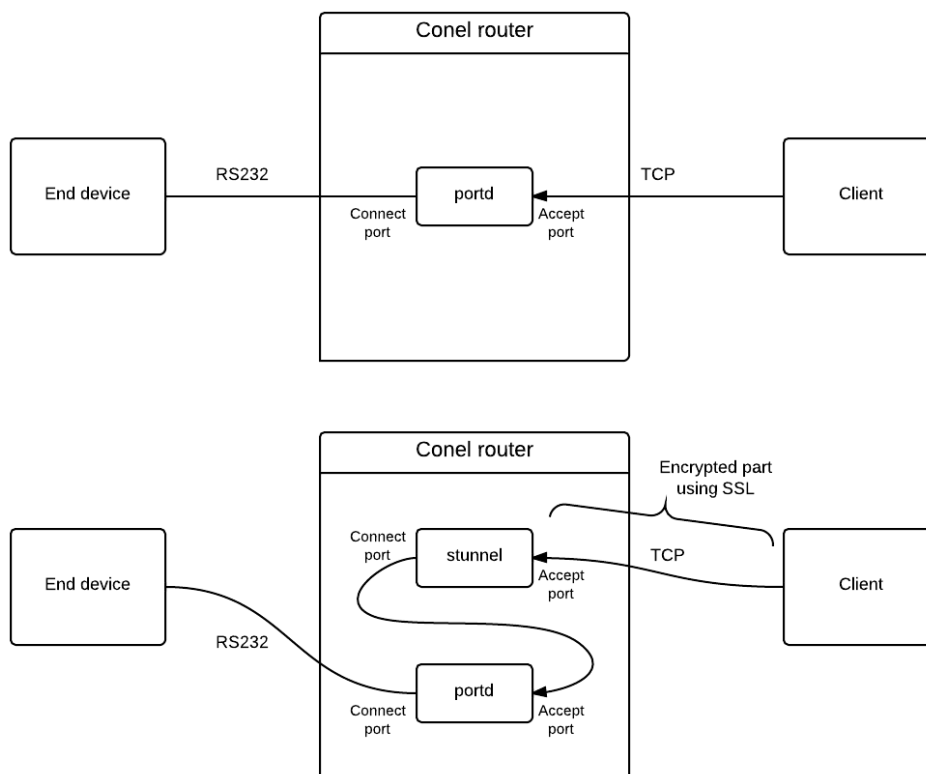 Conel router
End device
RS232
Connect
port
portd
Accept
port
TCP
Client
Conel router
Encrypted part
using SSL
End device
Connect
port
stunnel
Accept
port
TCP
Client
RS232
Connect
port
portd
Accept
port